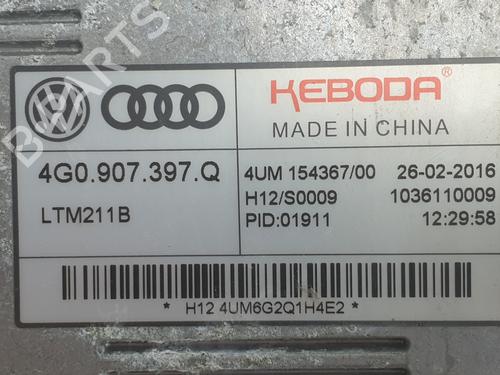 KEBODA®
MADE IN CHINA
4G0.907.397.Q
LTM211B
4UM 154367/00 26-02-2016
H12/S0009 1036110009
PID:01911 12:29:58
* H12 4UM6G2Q1H4E2 *
B-PARTS